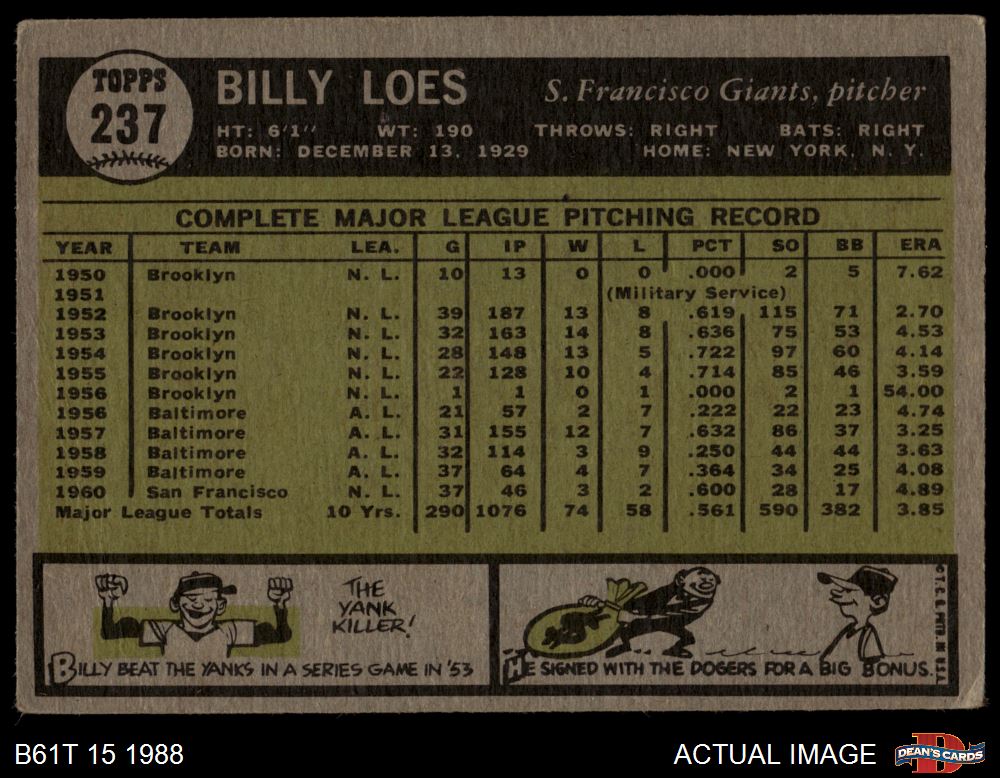 TOPPS
237
BILLY LOES S. Francisco Giants, pitcher
HT: 6'1" WT: 190 THROWS: RIGHT BATS: RIGHT
BORN: DECEMBER 13, 1929 HOME: NEW YORK, N. Y.
COMPLETE MAJOR LEAGUE PITCHING RECORD
YEAR TEAM LEA. G IP W L PCT SO BB ERA
1950 Brooklyn N. L. 10 13 0 0 .000 2 5 7.62
1951 (Military Service)
1952 Brooklyn N. L. 39 187 13 8 .619 115 71 2.70
1953 Brooklyn N. L. 32 163 14 8 .636 75 53 4.53
1954 Brooklyn N. L. 28 148 13 5 .722 97 60 4.14
1955 Brooklyn N. L. 22 128 10 4 .714 85 46 3.59
1956 Brooklyn N. L. 1 1 0 1 .000 2 1 54.00
1956 Baltimore A. L. 21 57 2 7 .222 22 23 4.74
1957 Baltimore A. L. 31 155 12 7 .632 86 37 3.25
1958 Baltimore A. L. 32 114 3 9 .250 44 44 3.63
1959 Baltimore A. L. 37 64 4 7 .364 34 25 4.08
1960 San Francisco N. L. 37 46 3 2 .600 28 17 4.89
Major League Totals 10 Yrs. 290 1076 74 58 .561 590 382 3.85
THE
YANK
KILLER!
BILLY BEAT THE YANKS IN A SERIES GAME IN '53
HE SIGNED WITH THE DOGERS FOR A BIG BONUS.
©T.C.G. PRTD. IN U.S.A.
B61T 15 1988 ACTUAL IMAGE
DEAN'S CARDS